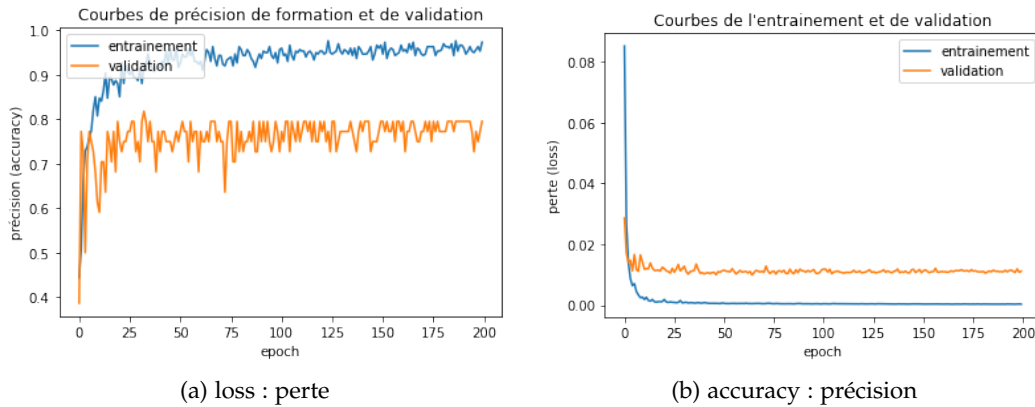 Courbes de précision de formation et de validation
1.0
0.9
0.8
0.7
0.6
0.5
0.4
précision (accuracy)
entrainement
validation
0 25 50 75 100 125 150 175 200
epoch
(a) loss : perte
Courbes de l'entrainement et de validation
0.08
0.06
0.04
0.02
0.00
perte (loss)
entrainement
validation
0 25 50 75 100 125 150 175 200
epoch
(b) accuracy : précision